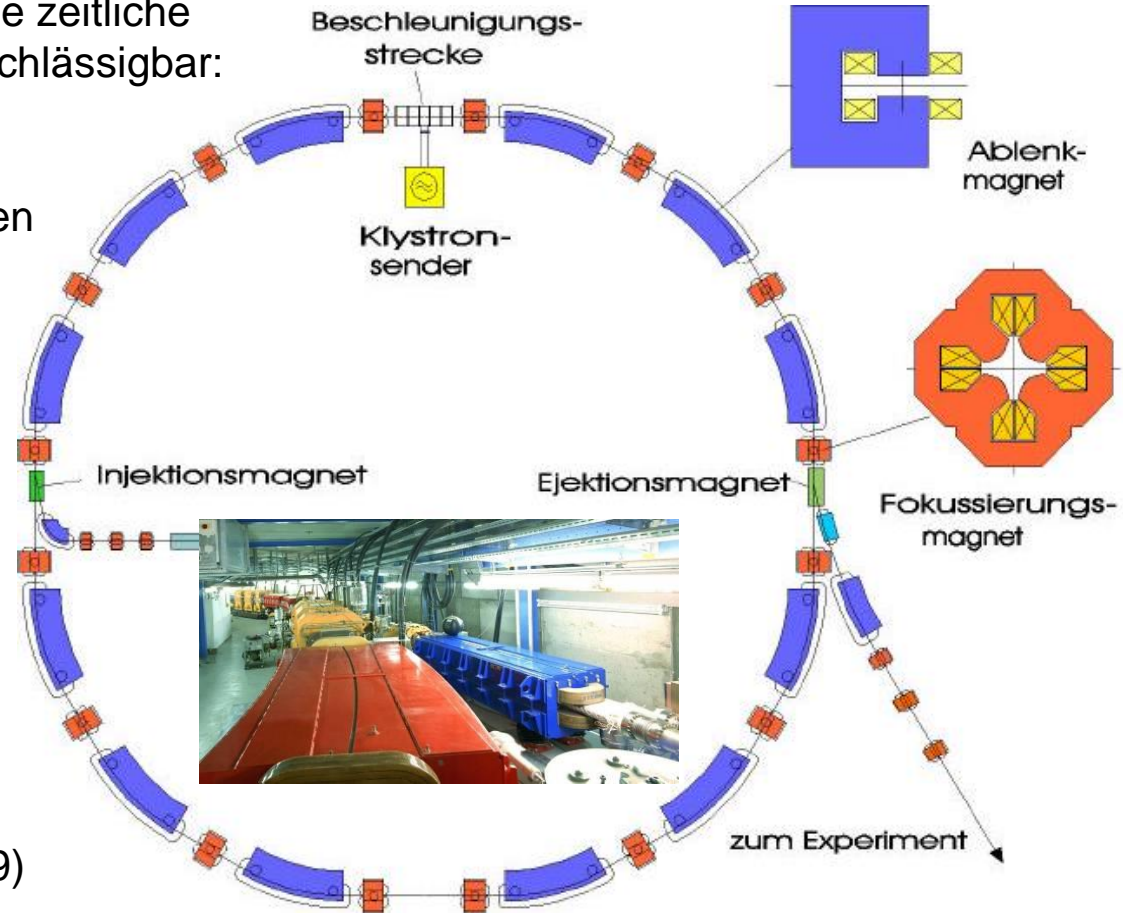 e zeitliche
chlässigbar:
en
9)
Beschleunigungs-
strecke
Klystron-
sender
Ablenk-
magnet
Injektionsmagnet
Ejektionsmagnet
Fokussierungs-
magnet
zum Experiment